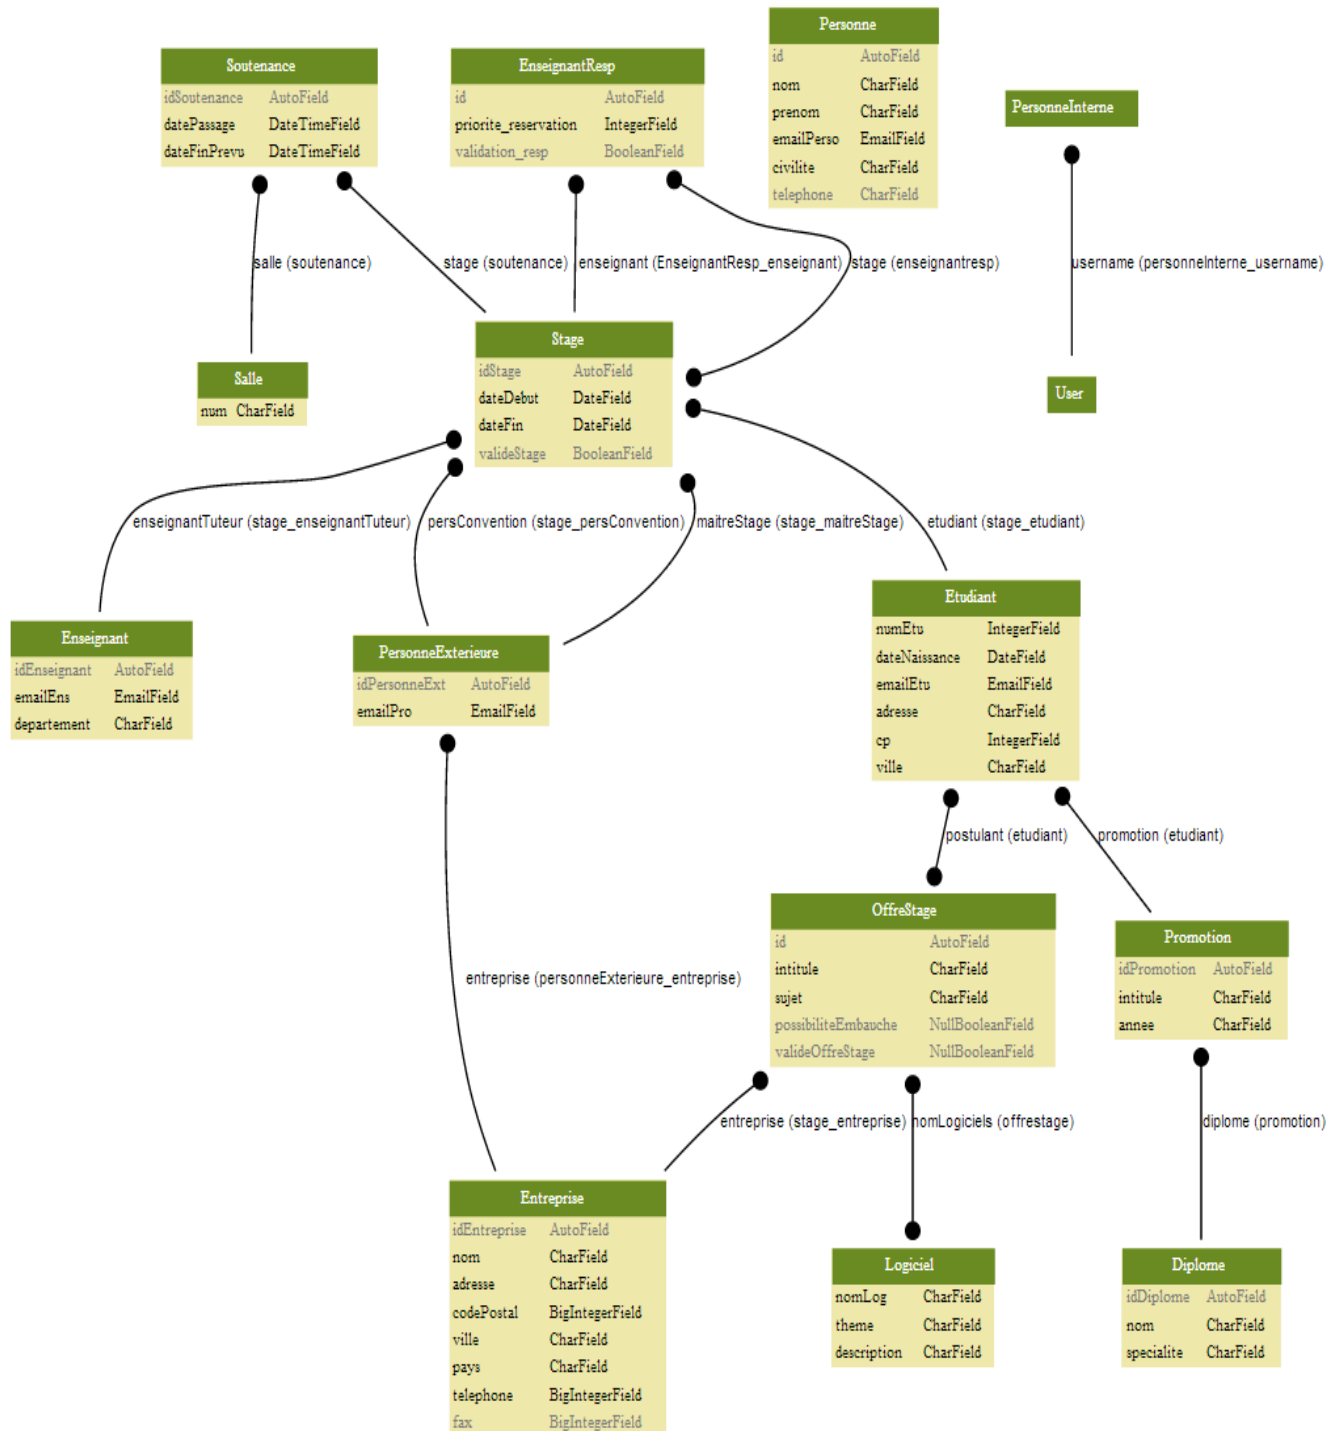 Personne
id AutoField
nom CharField
prenom CharField
emailPerso EmailField
civilite CharField
telephone CharField
Soutenance
idSoutenance AutoField
datePassage DateTimeField
dateFinPrevu DateTimeField
EnseignantResp
id AutoField
priorite_reservation IntegerField
validation_resp BooleanField
PersonneInterne
salle (soutenance)
stage (soutenance)
enseignant (EnseignantResp_enseignant)
stage (enseignantresp)
username (personneInterne_username)
Stage
idStage AutoField
dateDebut DateField
dateFin DateField
valideStage BooleanField
Salle
num CharField
User
enseignantTuteur (stage_enseignantTuteur)
persConvention (stage_persConvention)
maitreStage (stage_maitreStage)
etudiant (stage_etudiant)
Enseignant
idEnseignant AutoField
emailEns EmailField
departement CharField
PersonneExterieure
idPersonneExt AutoField
emailPro EmailField
Etudiant
numEtu IntegerField
dateNaissance DateField
emailEtu EmailField
adresse CharField
cp IntegerField
ville CharField
postulant (etudiant)
promotion (etudiant)
OffreStage
id AutoField
intitule CharField
sujet CharField
possibiliteEmbauche NullBooleanField
valideOffreStage NullBooleanField
Promotion
idPromotion AutoField
intitule CharField
annee CharField
entreprise (personneExterieure_entreprise)
entreprise (stage_entreprise)
nomLogiciels (offrestage)
diplome (promotion)
Entreprise
idEntreprise AutoField
nom CharField
adresse CharField
codePostal BigIntegerField
ville CharField
pays CharField
telephone BigIntegerField
fax BigIntegerField
Logiciel
nomLog CharField
theme CharField
description CharField
Diplome
idDiplome AutoField
nom CharField
specialite CharField